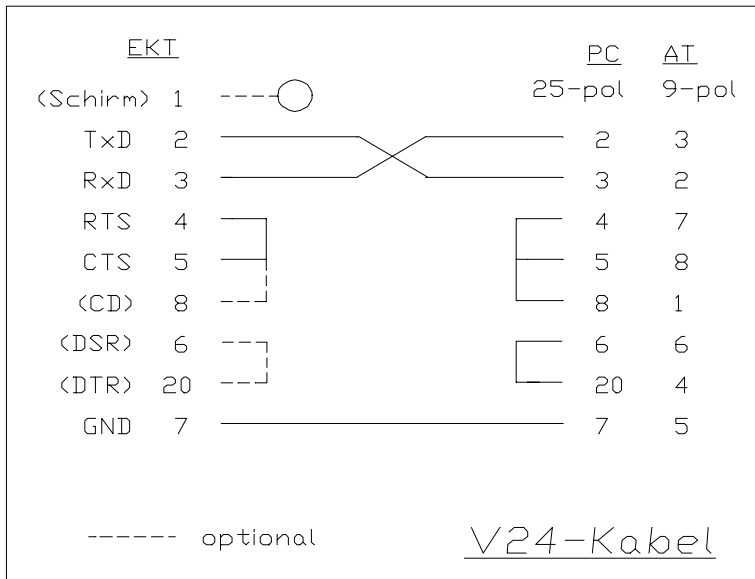 EKT PC AT
(Schirm) 1 25-pol 9-pol
TxD 2 2 3
RxD 3 3 2
RTS 4 4 7
CTS 5 5 8
(CD) 8 8 1
(DSR) 6 6 6
(DTR) 20 20 4
GND 7 7 5
optional V24-Kabel